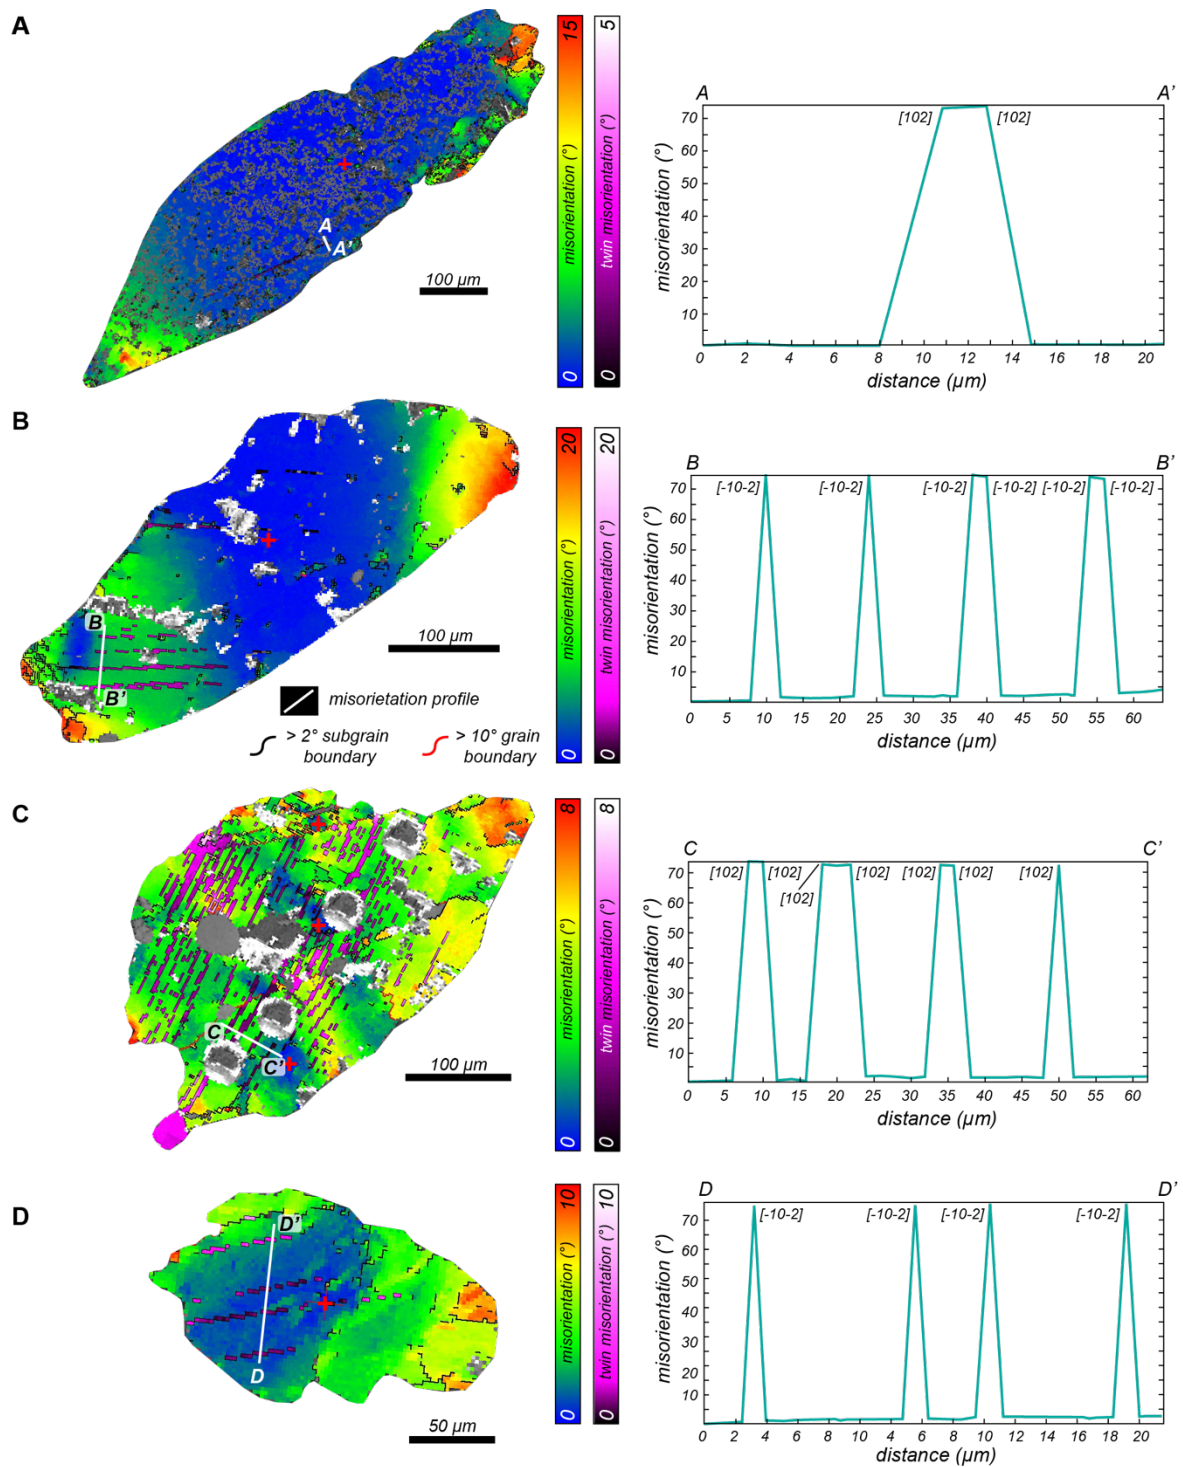 A
15
misorientation (°)
0
5
twin misorientation (°)
0
A
A'
100 µm
A
A'
[102]
[102]
70
60
50
40
30
20
10
misorientation (°)
0 2 4 6 8 10 12 14 16 18 20
distance (µm)
B
20
misorientation (°)
0
20
twin misorientation (°)
0
B
B'
100 µm
misorietation profile
> 2° subgrain boundary
> 10° grain boundary
B
B'
[-10-2] [-10-2] [-10-2] [-10-2] [-10-2] [-10-2]
70
60
50
40
30
20
10
misorientation (°)
0 5 10 15 20 25 30 35 40 45 50 55 60
distance (µm)
C
8
misorientation (°)
0
8
twin misorientation (°)
0
C
C'
100 µm
C
C'
[102] [102] [102] [102] [102] [102] [102]
70
60
50
40
30
20
10
misorientation (°)
0 5 10 15 20 25 30 35 40 45 50 55 60
distance (µm)
D
10
misorientation (°)
0
10
twin misorientation (°)
0
D'
D
50 µm
D
D'
[-10-2] [-10-2] [-10-2] [-10-2]
70
60
50
40
30
20
10
misorientation (°)
0 2 4 6 8 10 12 14 16 18 20
distance (µm)